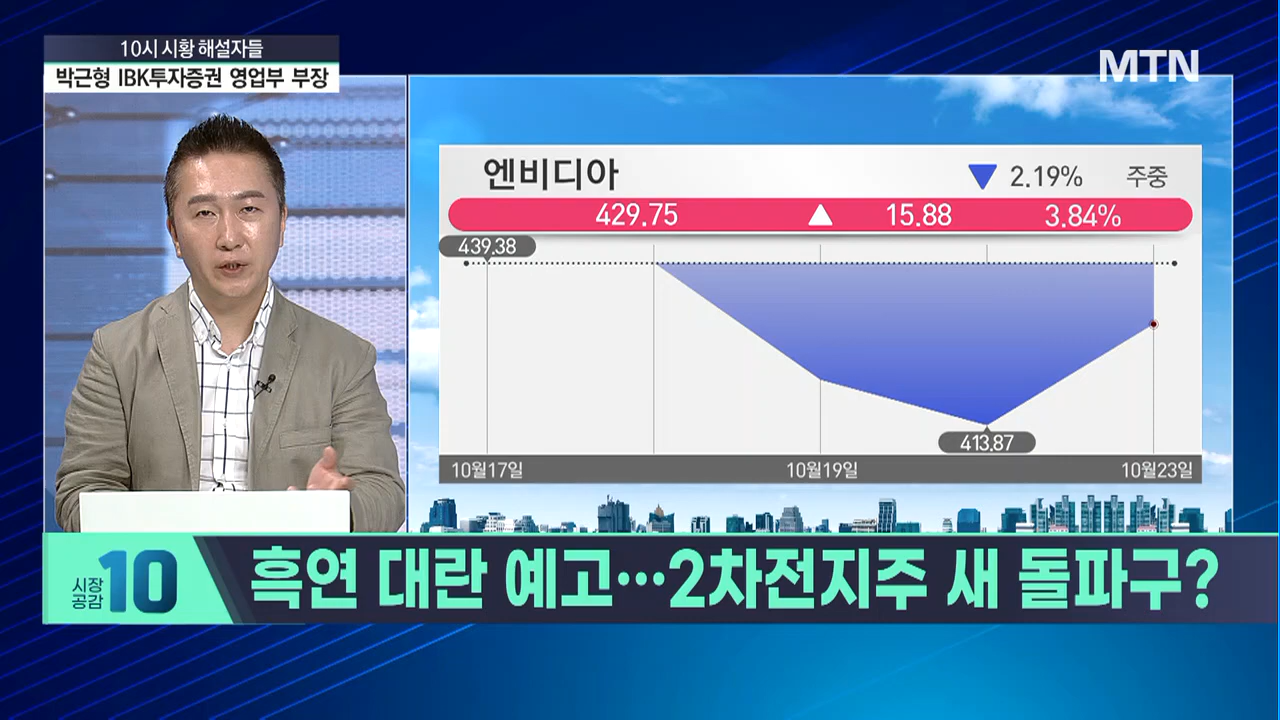 10시 시황 해설자들
박근형 IBK투자증권 영업부 부장
MTN
엔비디아 ▼ 2.19% 주중
429.75 ▲ 15.88 3.84%
439.38
413.87
10월17일 10월19일 10월23일
시장공감10
흑연 대란 예고…2차전지주 새 돌파구?